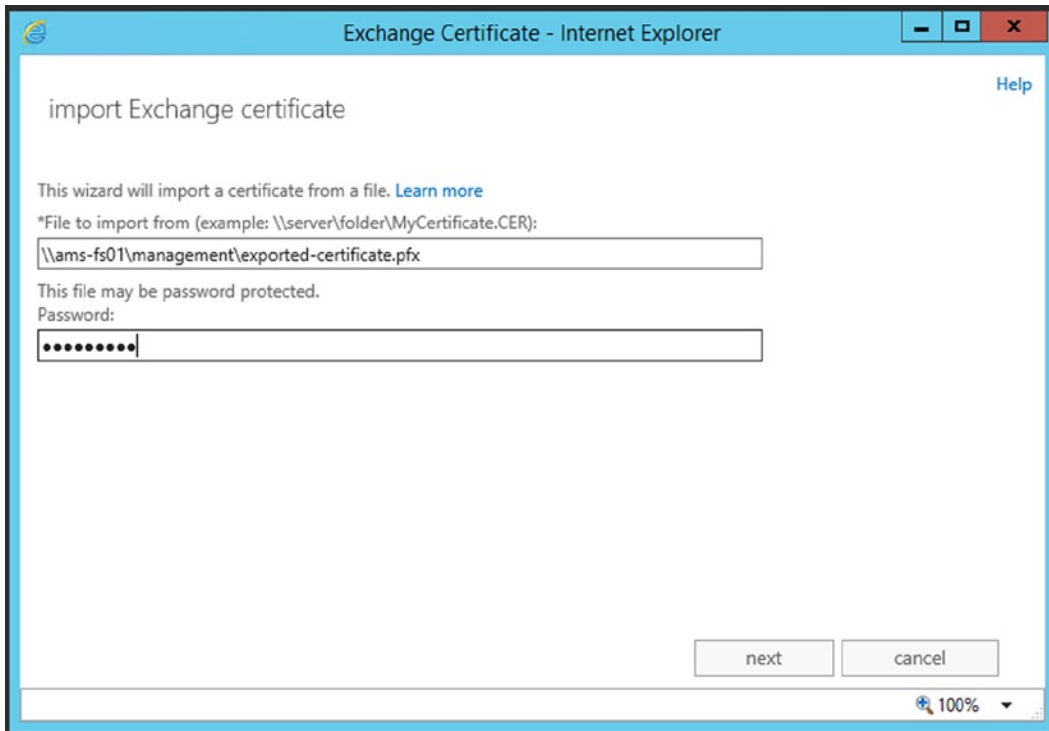 Exchange Certificate - Internet Explorer
Help
import Exchange certificate
This wizard will import a certificate from a file. Learn more
*File to import from (example: \\server\folder\MyCertificate.CER):
\\ams-fs01\management\exported-certificate.pfx
This file may be password protected.
Password:
•••••••••
next cancel
100%